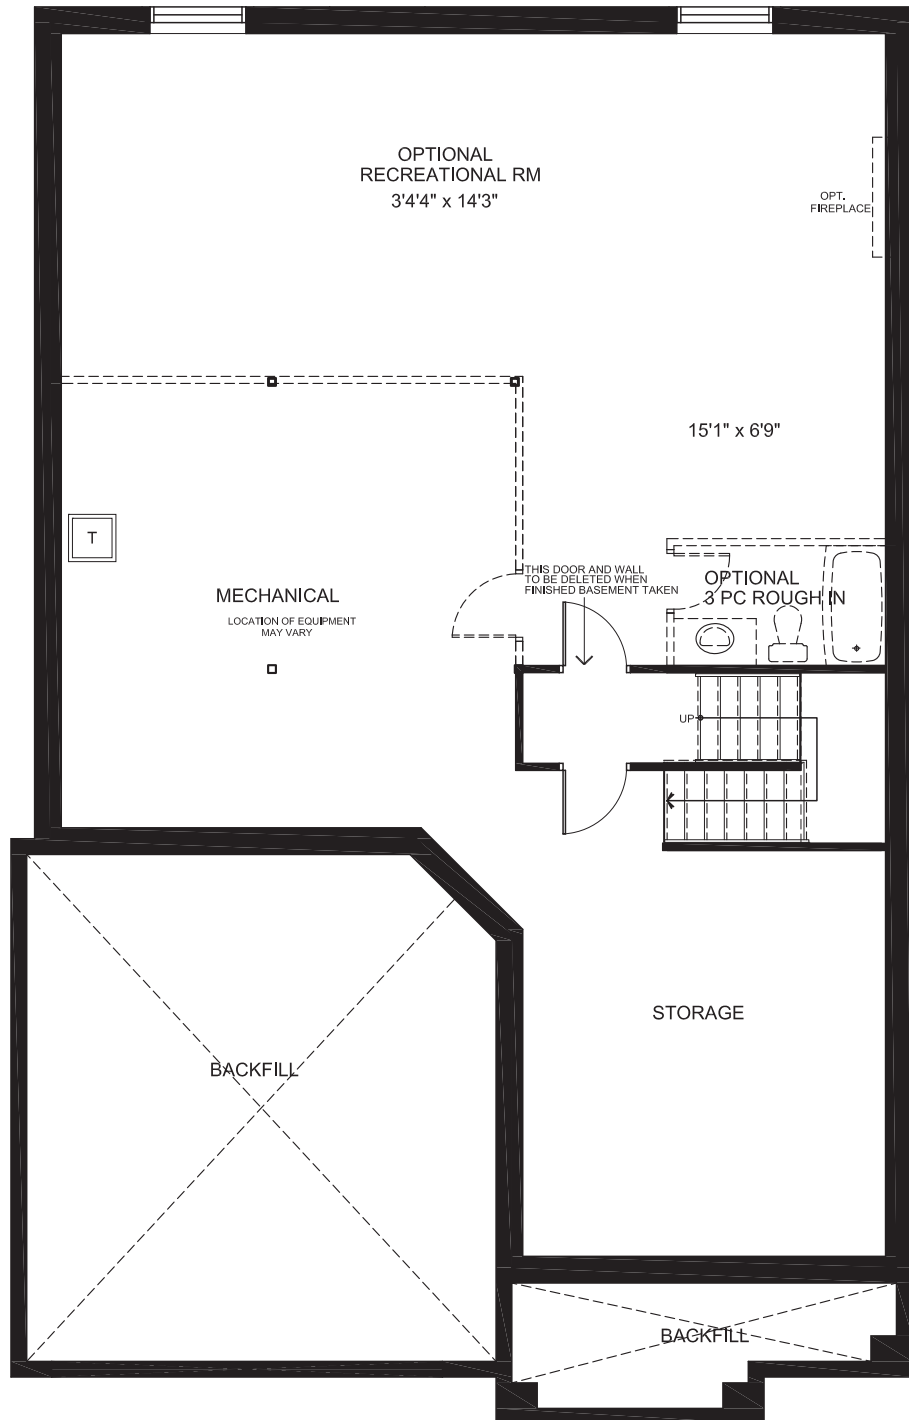 OPTIONAL
RECREATIONAL RM
3'4'4" x 14'3"
OPT.
FIREPLACE
15'1" x 6'9"
T
THIS DOOR AND WALL
TO BE DELETED WHEN
FINISHED BASEMENT TAKEN
OPTIONAL
3 PC ROUGH IN
MECHANICAL
LOCATION OF EQUIPMENT
MAY VARY
UP
STORAGE
BACKFILL
BACKFILL